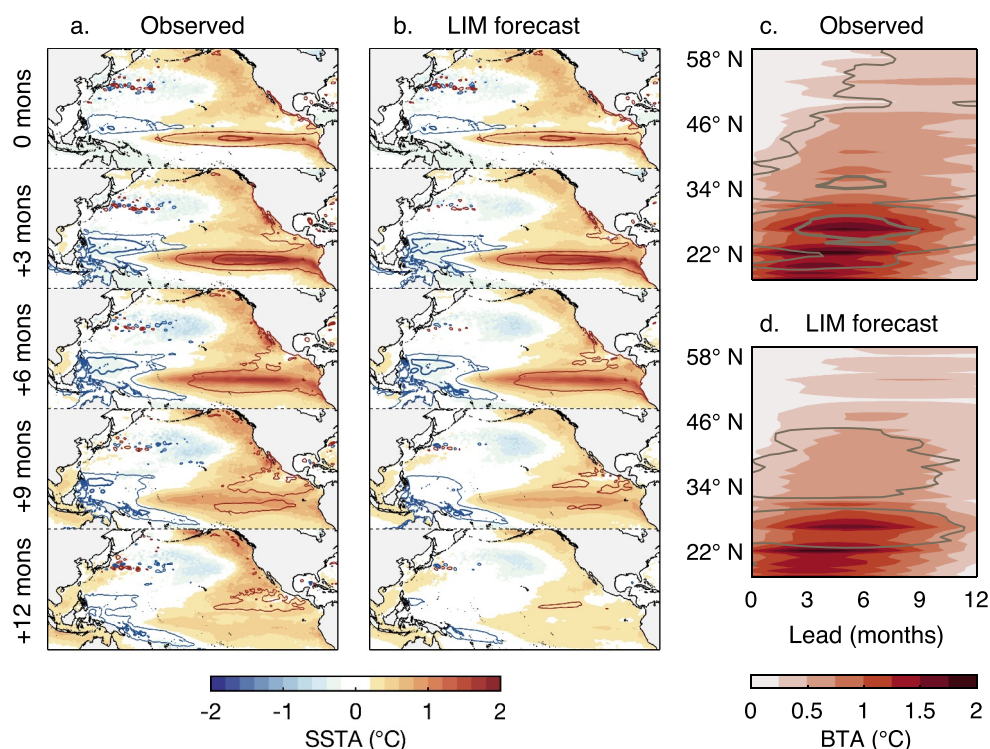 a. Observed
b. LIM forecast
c. Observed
0 mons
+3 mons
+6 mons
+9 mons
+12 mons
58° N
46° N
34° N
22° N
d. LIM forecast
58° N
46° N
34° N
22° N
0 3 6 9 12
Lead (months)
-2 -1 0 1 2
SSTA (°C)
0 0.5 1 1.5 2
BTA (°C)